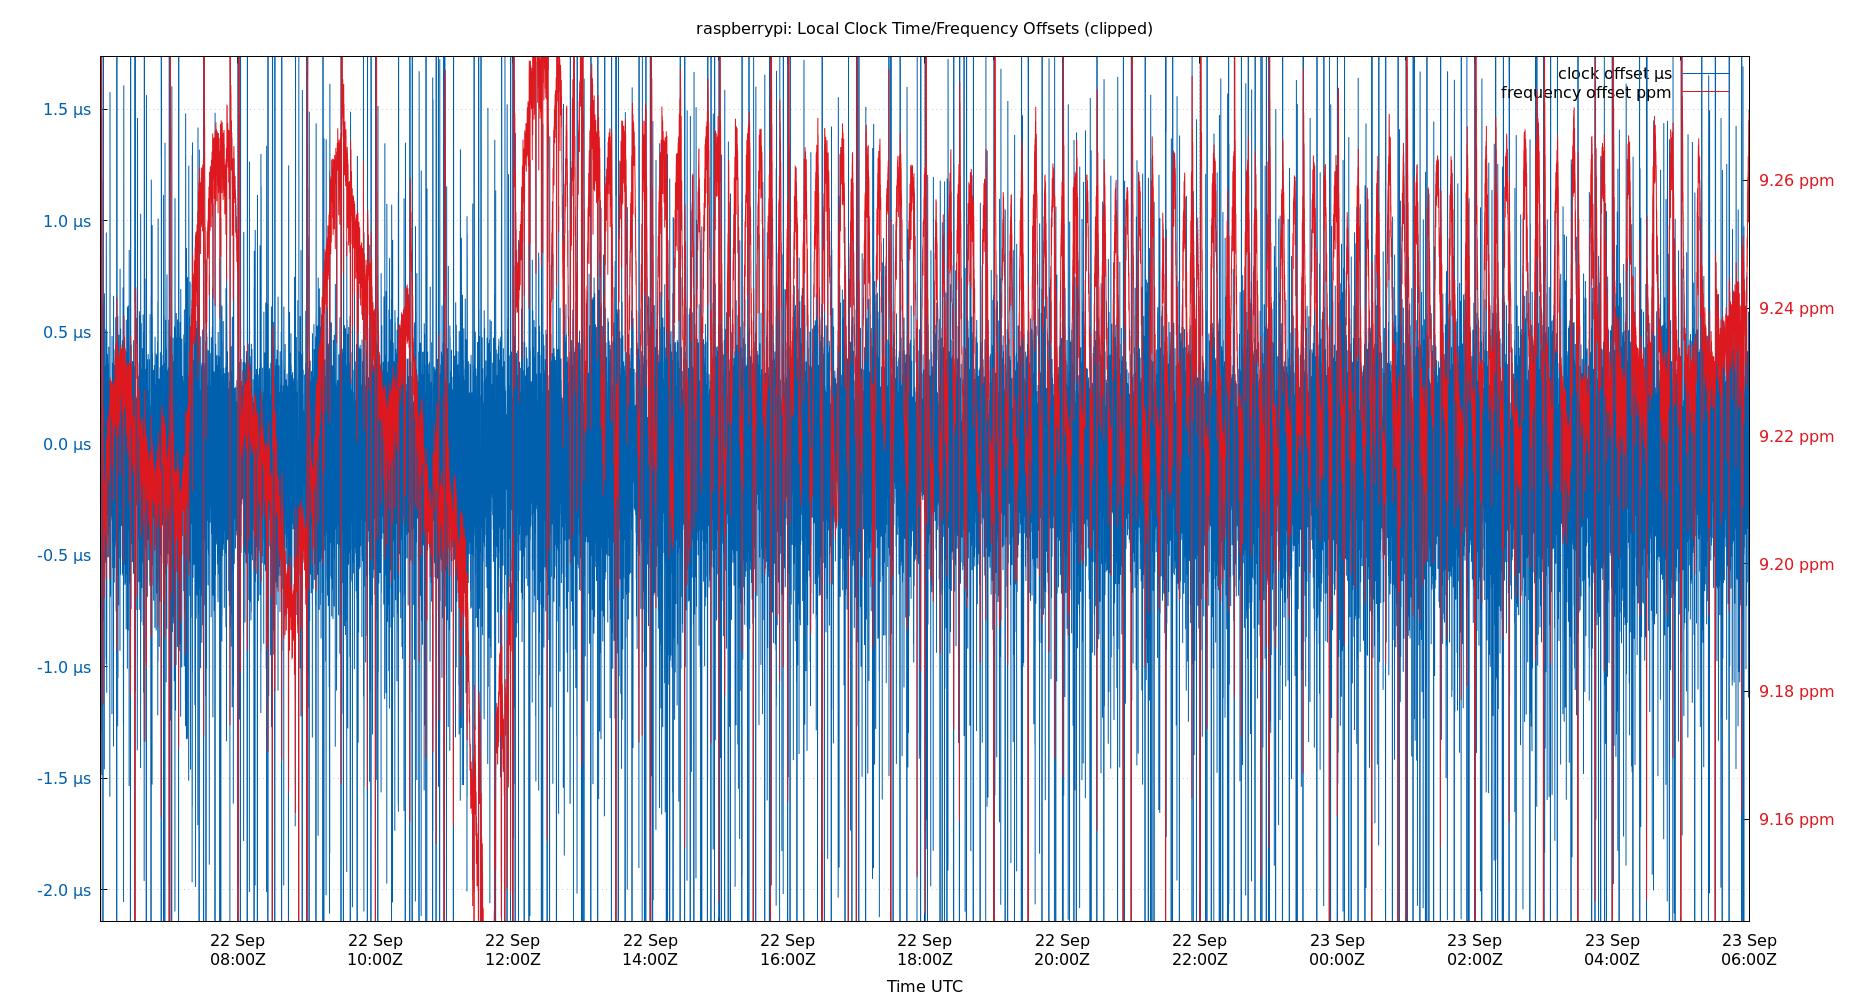 raspberrypi: Local Clock Time/Frequency Offsets (clipped)
clock offset μs
frequency offset ppm
1.5 μs
1.0 μs
0.5 μs
0.0 μs
-0.5 μs
-1.0 μs
-1.5 μs
-2.0 μs
9.26 ppm
9.24 ppm
9.22 ppm
9.20 ppm
9.18 ppm
9.16 ppm
22 Sep 22 Sep 22 Sep 22 Sep 22 Sep 22 Sep 22 Sep 22 Sep 23 Sep 23 Sep 23 Sep 23 Sep
08:00Z 10:00Z 12:00Z 14:00Z 16:00Z 18:00Z 20:00Z 22:00Z 00:00Z 02:00Z 04:00Z 06:00Z
Time UTC